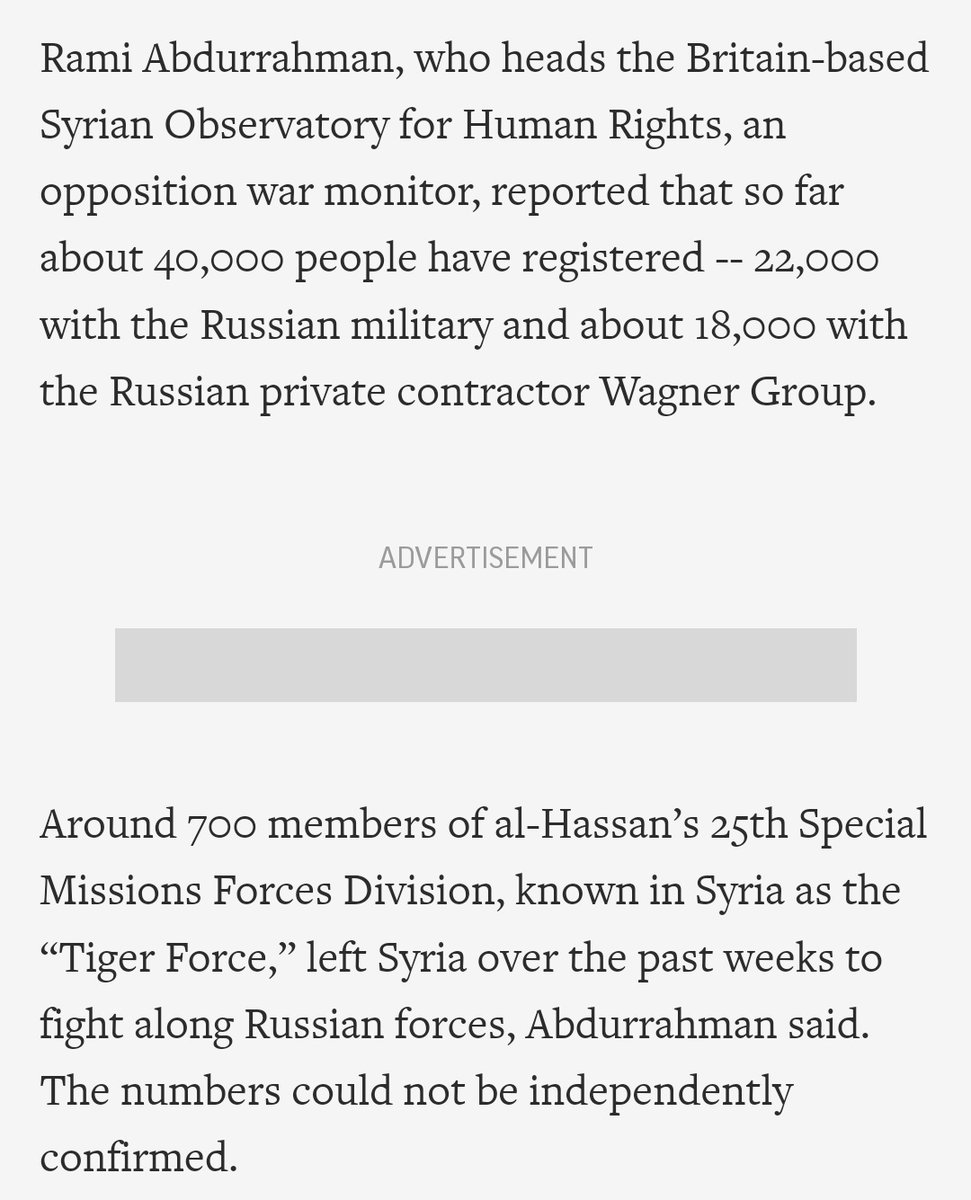 Rami Abdurrahman, who heads the Britain-based
Syrian Observatory for Human Rights, an
opposition war monitor, reported that so far
about 40,000 people have registered -- 22,000
with the Russian military and about 18,000 with
the Russian private contractor Wagner Group.
ADVERTISEMENT
Around 700 members of al-Hassan’s 25th Special
Missions Forces Division, known in Syria as the
“Tiger Force,” left Syria over the past weeks to
fight along Russian forces, Abdurrahman said.
The numbers could not be independently
confirmed.